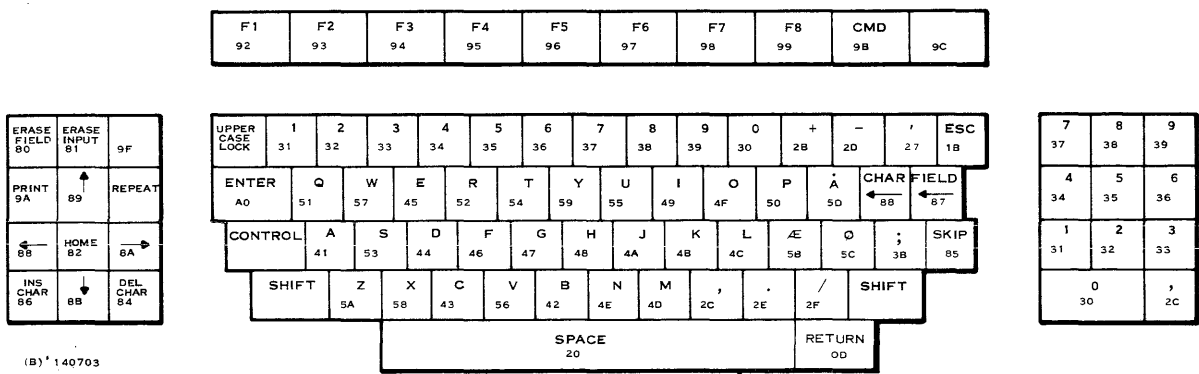 F1 F2 F3 F4 F5 F6 F7 F8 CMD
92 93 94 95 96 97 98 99 9B 9C
ERASE FIELD 80 ERASE INPUT 81 9F
PRINT 9A ↑ 89 REPEAT
← 88 HOME 82 → 8A
INS CHAR 86 ↓ 8B DEL CHAR 84
UPPER CASE LOCK 1 2 3 4 5 6 7 8 9 0 + − ' ESC
31 32 33 34 35 36 37 38 39 30 2B 2D 27 1B
ENTER Q W E R T Y U I O P Å CHAR ← FIELD ←
A0 51 57 45 52 54 59 55 49 4F 50 5D 88 87
CONTROL A S D F G H J K L Æ Ø ; SKIP
41 53 44 46 47 48 4A 4B 4C 5B 5C 3B 85
SHIFT Z X C V B N M , . / SHIFT
5A 58 43 56 42 4E 4D 2C 2E 2F
SPACE RETURN
20 0D
7 8 9
37 38 39
4 5 6
34 35 36
1 2 3
31 32 33
0 ,
30 2C
(B) 140703